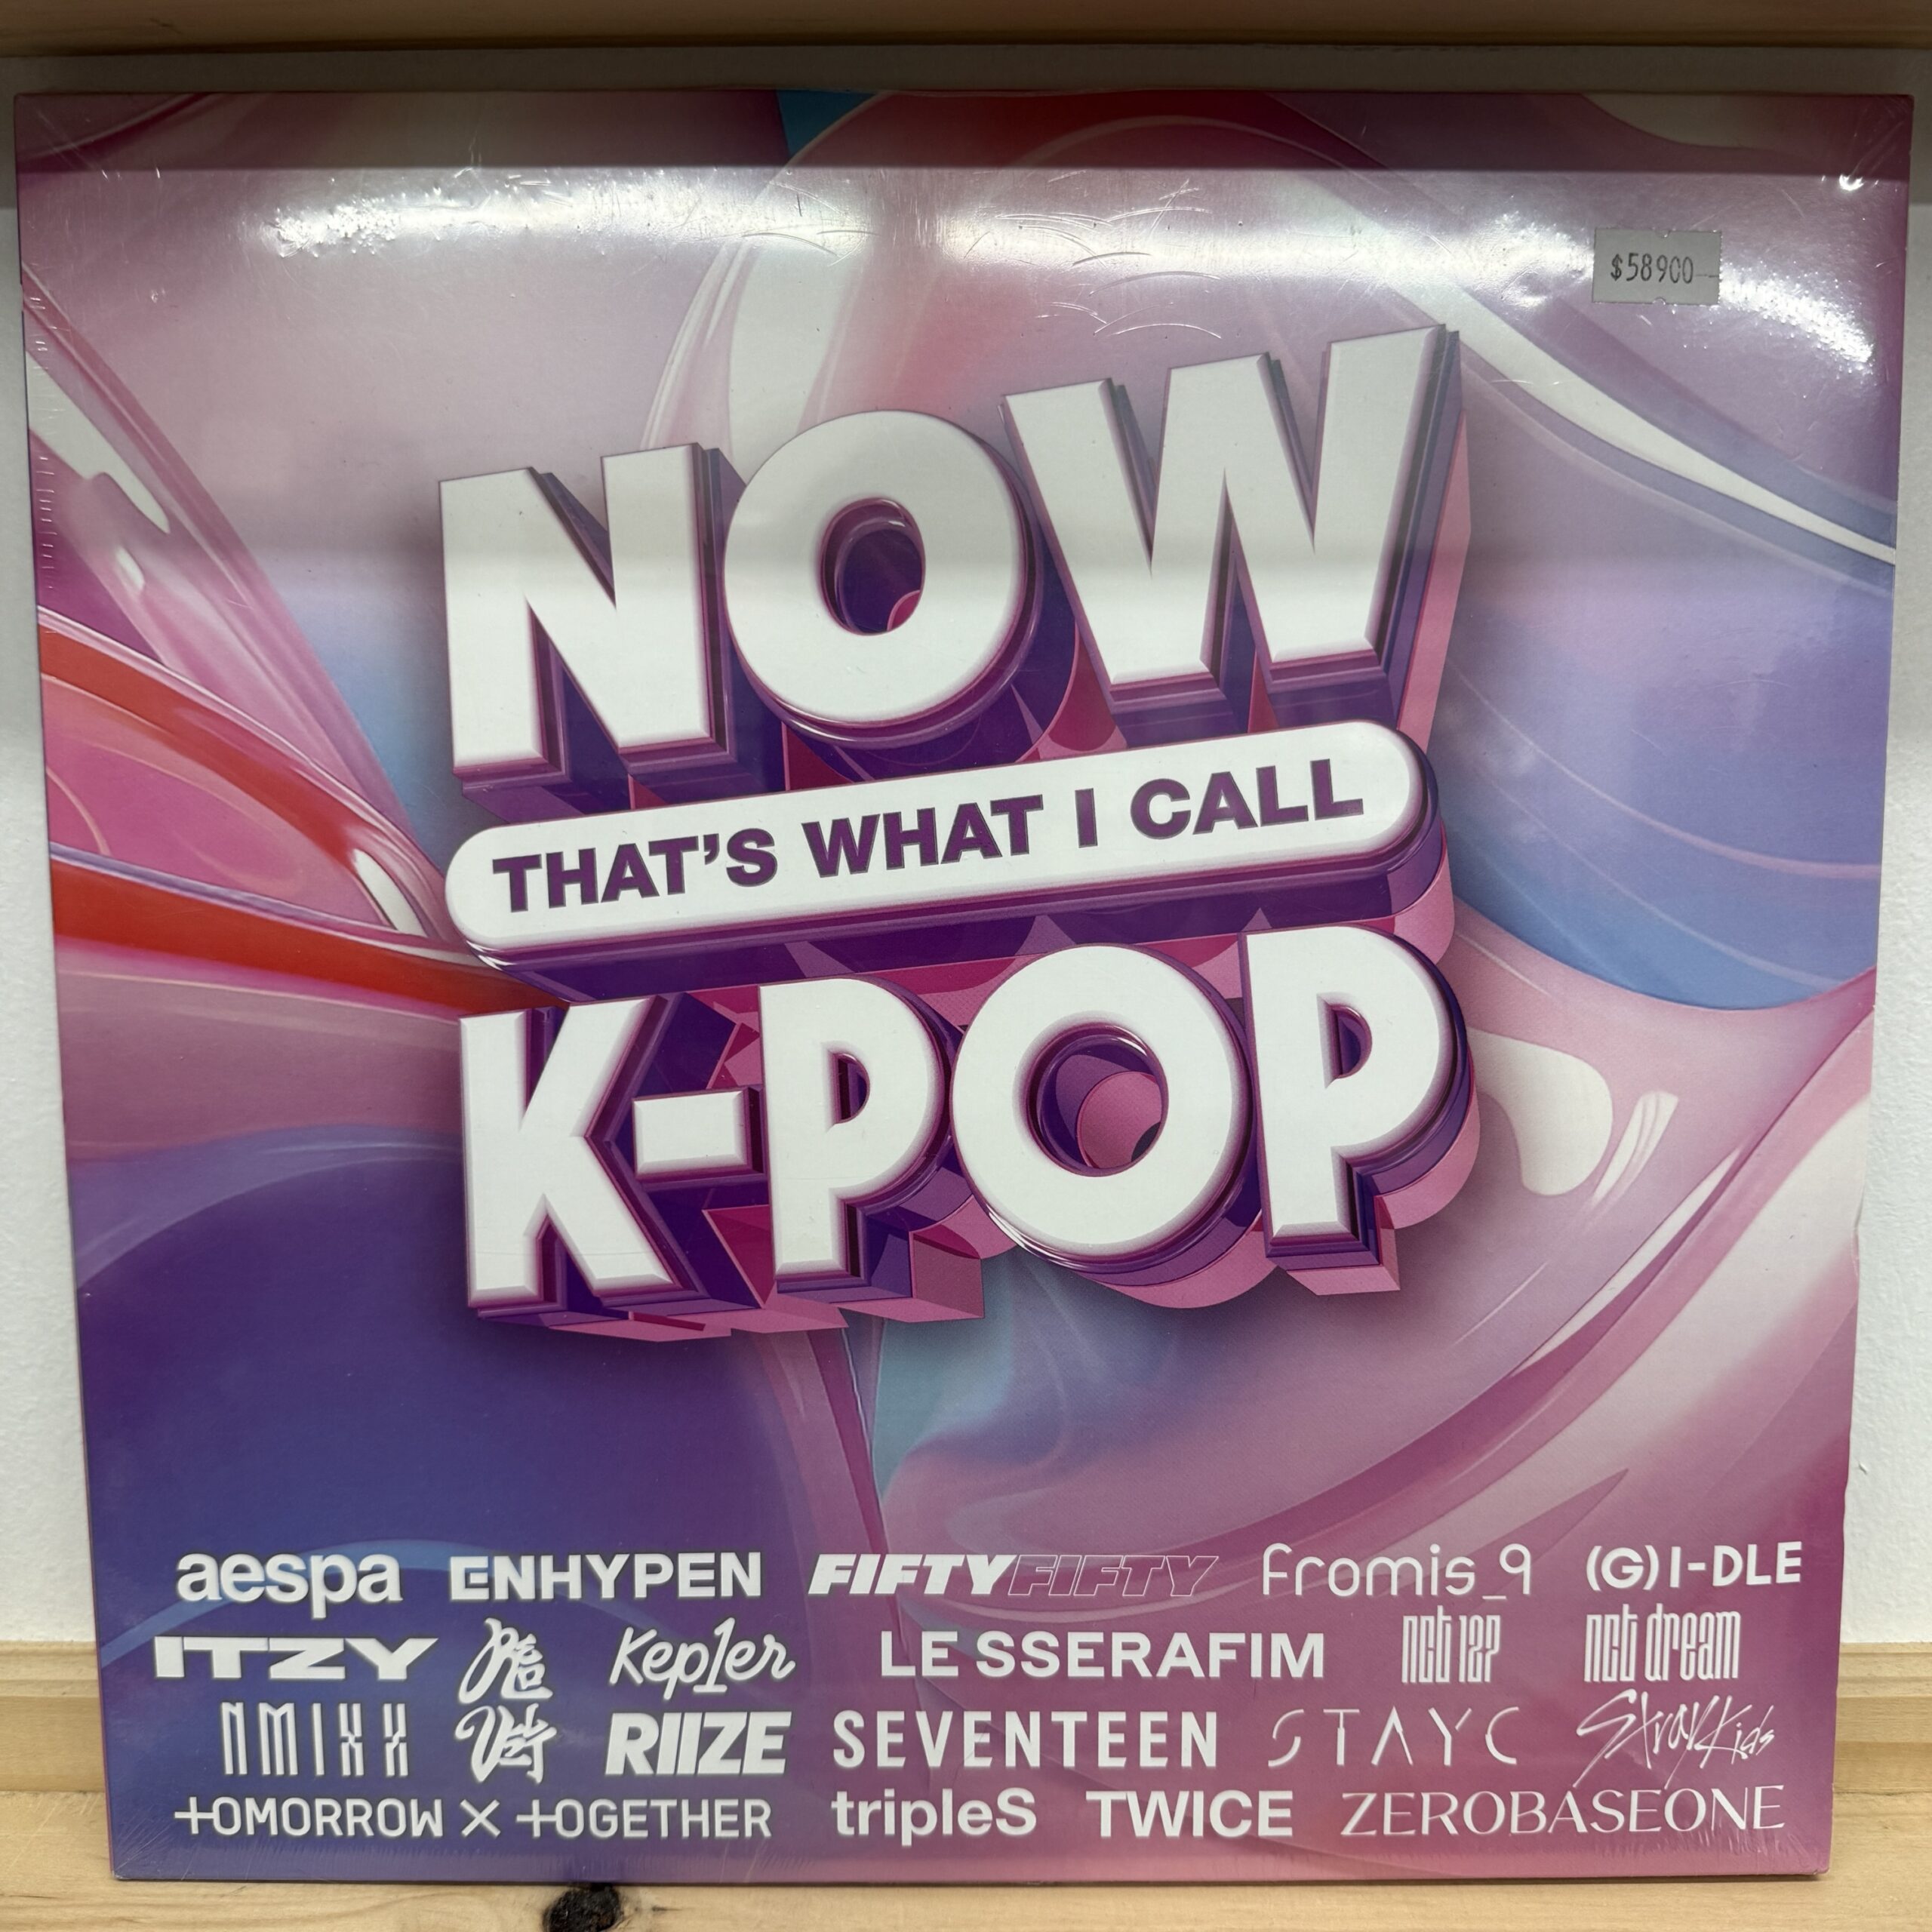 $58900
NOW
THAT'S WHAT I CALL
K-POP
aespa ENHYPEN FIFTYFIFTY fromis_9 (G)I-DLE
ITZY Kep1er LE SSERAFIM nct 127 nct dream
NMIXX RIIZE SEVENTEEN STAYC Stray Kids
TOMORROW X TOGETHER tripleS TWICE ZEROBASEONE